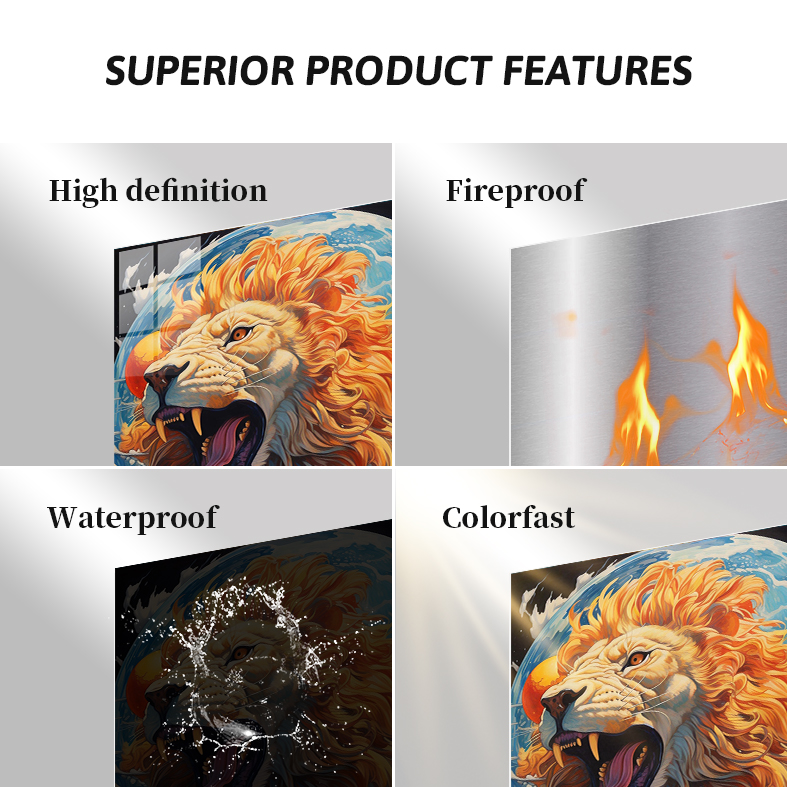 SUPERIOR PRODUCT FEATURES
High definition
Fireproof
Waterproof
Colorfast